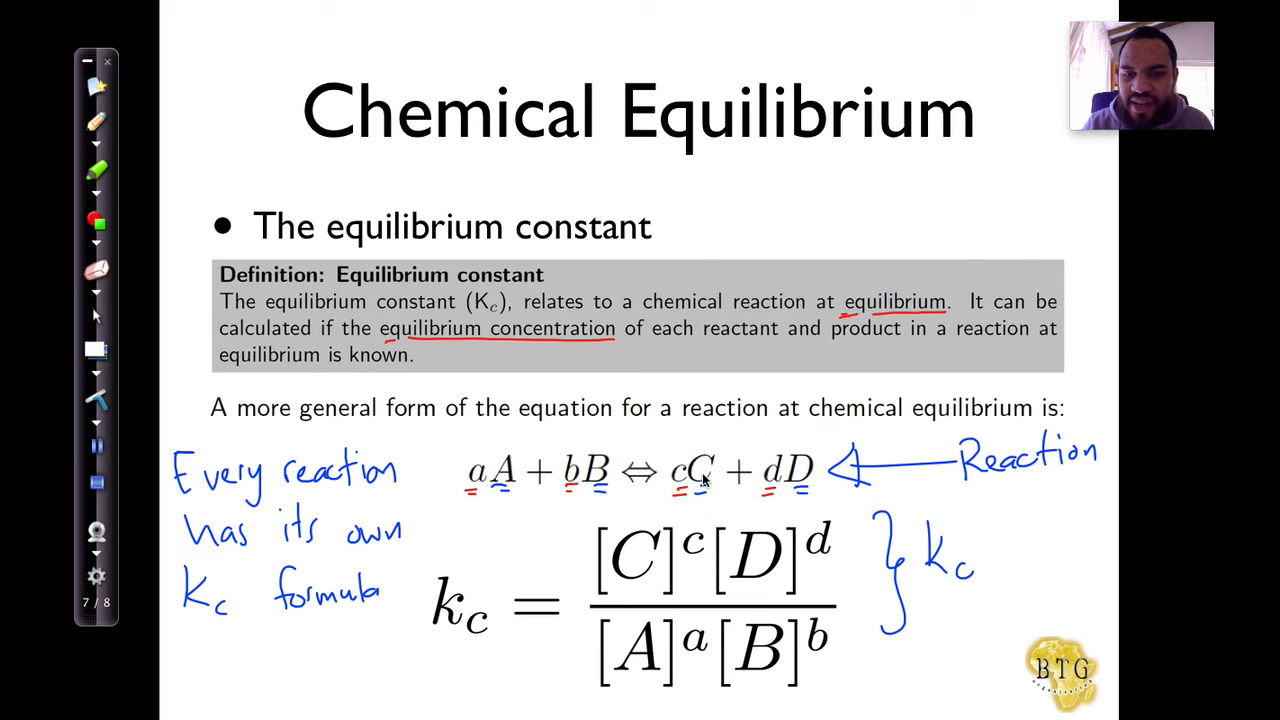 Chemical Equilibrium
• The equilibrium constant
Definition: Equilibrium constant
The equilibrium constant (Kc), relates to a chemical reaction at equilibrium. It can be
calculated if the equilibrium concentration of each reactant and product in a reaction at
equilibrium is known.
A more general form of the equation for a reaction at chemical equilibrium is:
Every reaction
has its own
Kc formula
aA + bB ⇔ cC + dD
Reaction
kc = [C]^c[D]^d / [A]^a[B]^b
kc
7 / 8
BTG